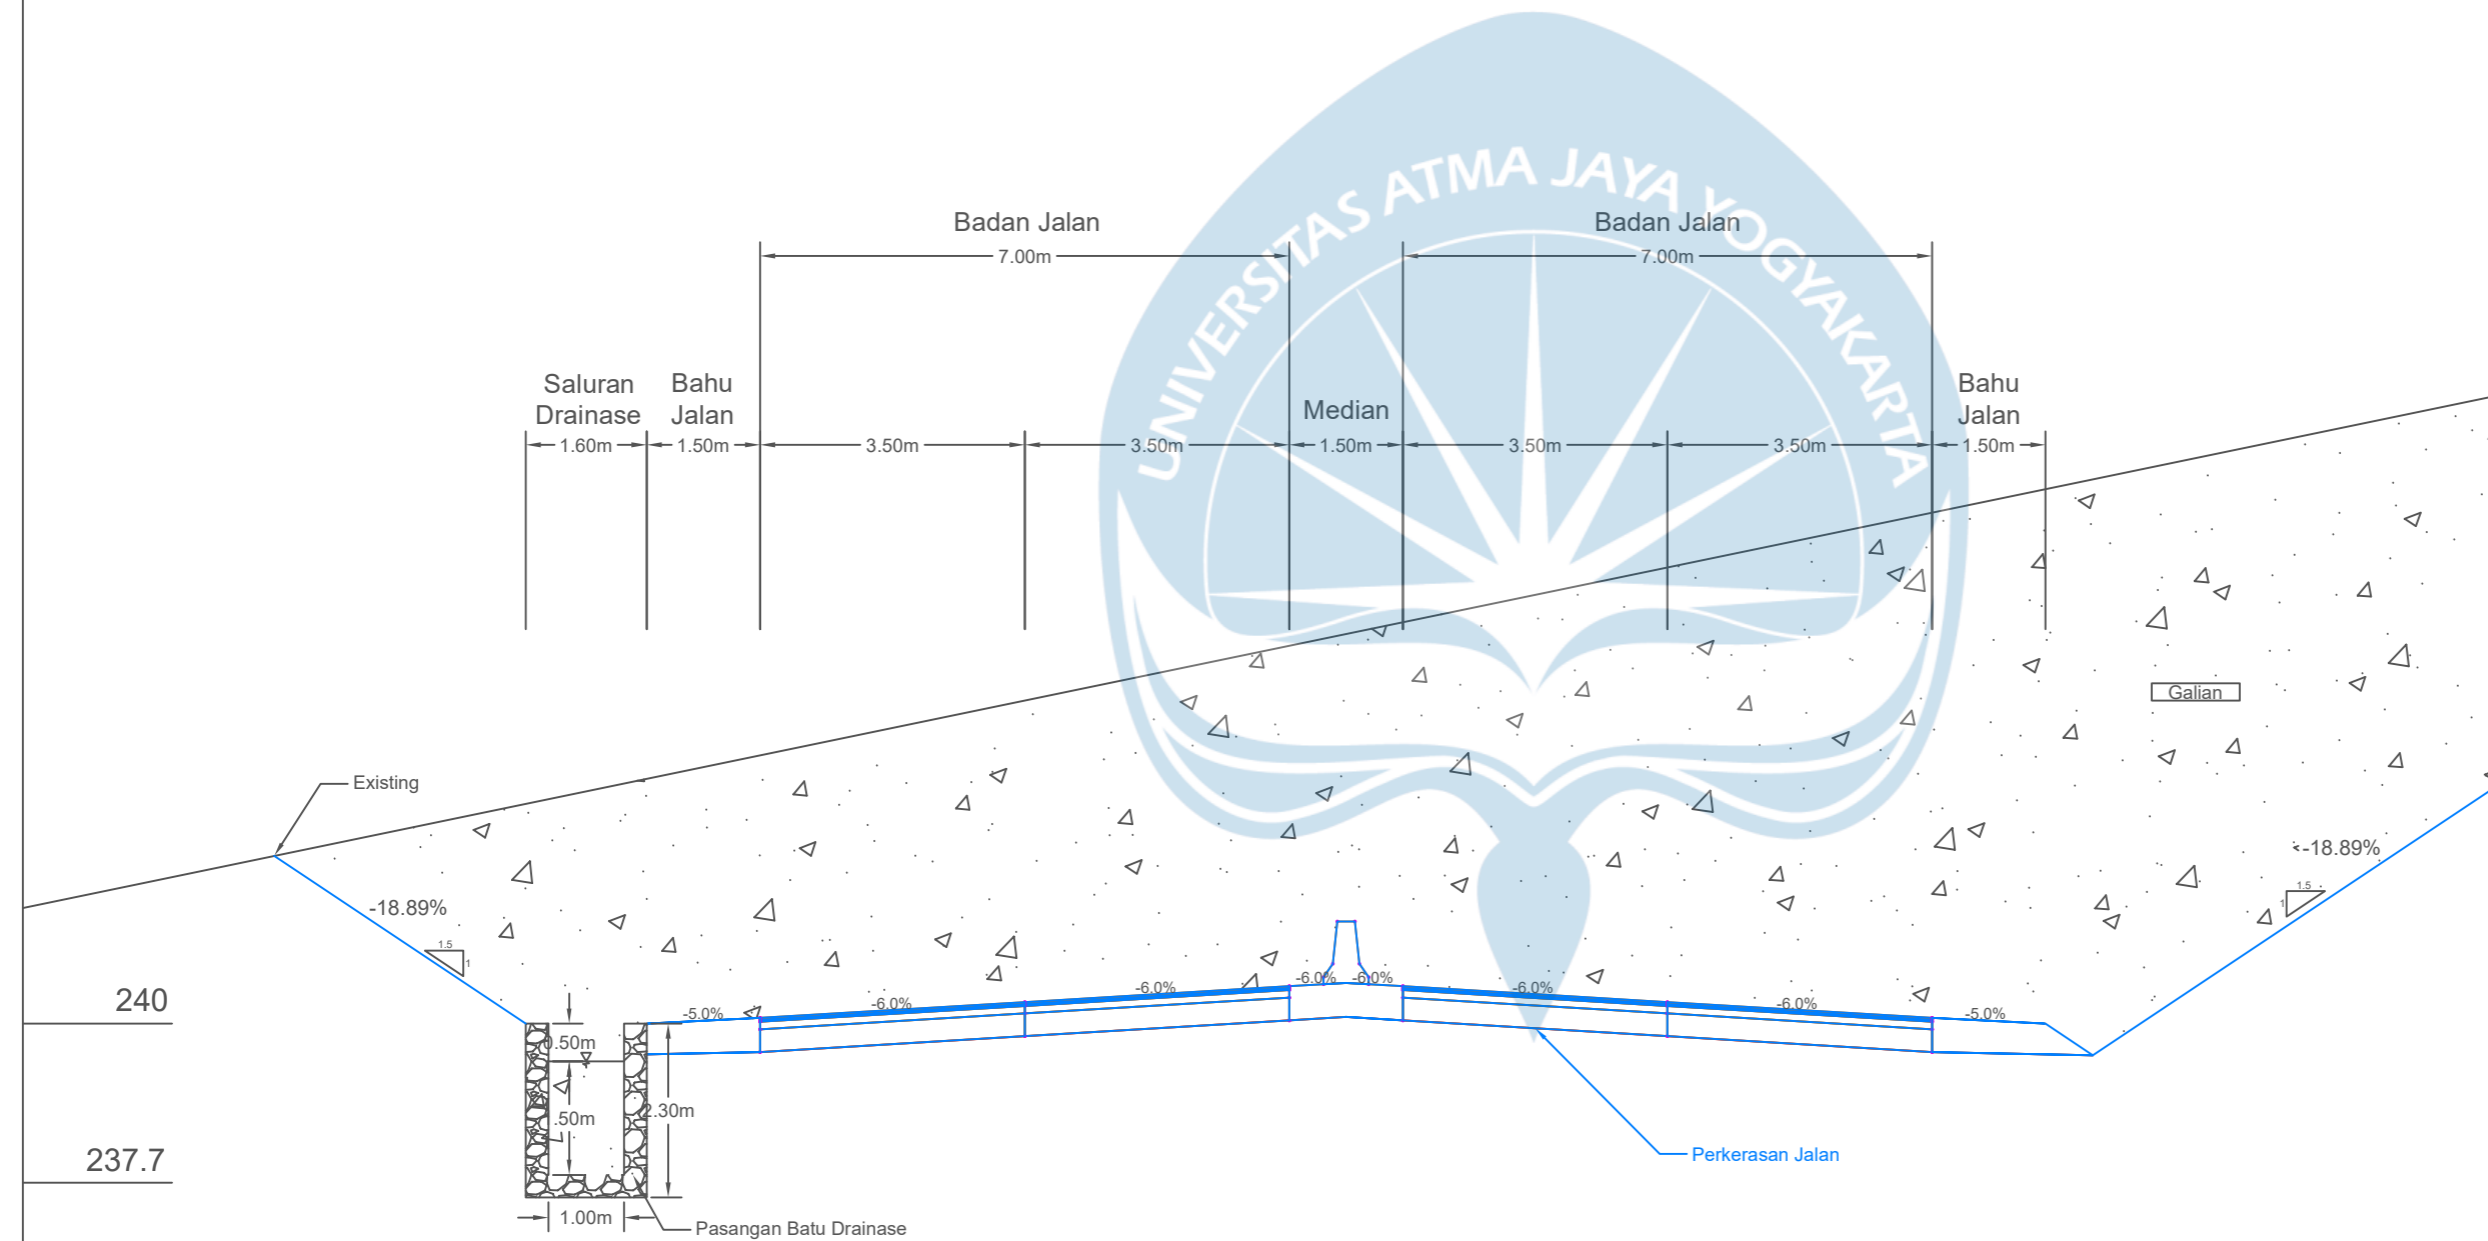 UNIVERSITAS ATMA JAYA YOGYAKARTA
Badan Jalan
Badan Jalan
7.00m
7.00m
Saluran
Drainase
Bahu
Jalan
Median
Bahu
Jalan
1.60m
1.50m
3.50m
3.50m
1.50m
3.50m
3.50m
1.50m
Galian
Existing
-18.89%
-18.89%
1.5
1
1.5
1
-6.0%
-6.0%
-6.0%
-6.0%
-6.0%
-6.0%
-5.0%
-5.0%
240
0.50m
.50m
2.30m
237.7
Perkerasan Jalan
1.00m
Pasangan Batu Drainase